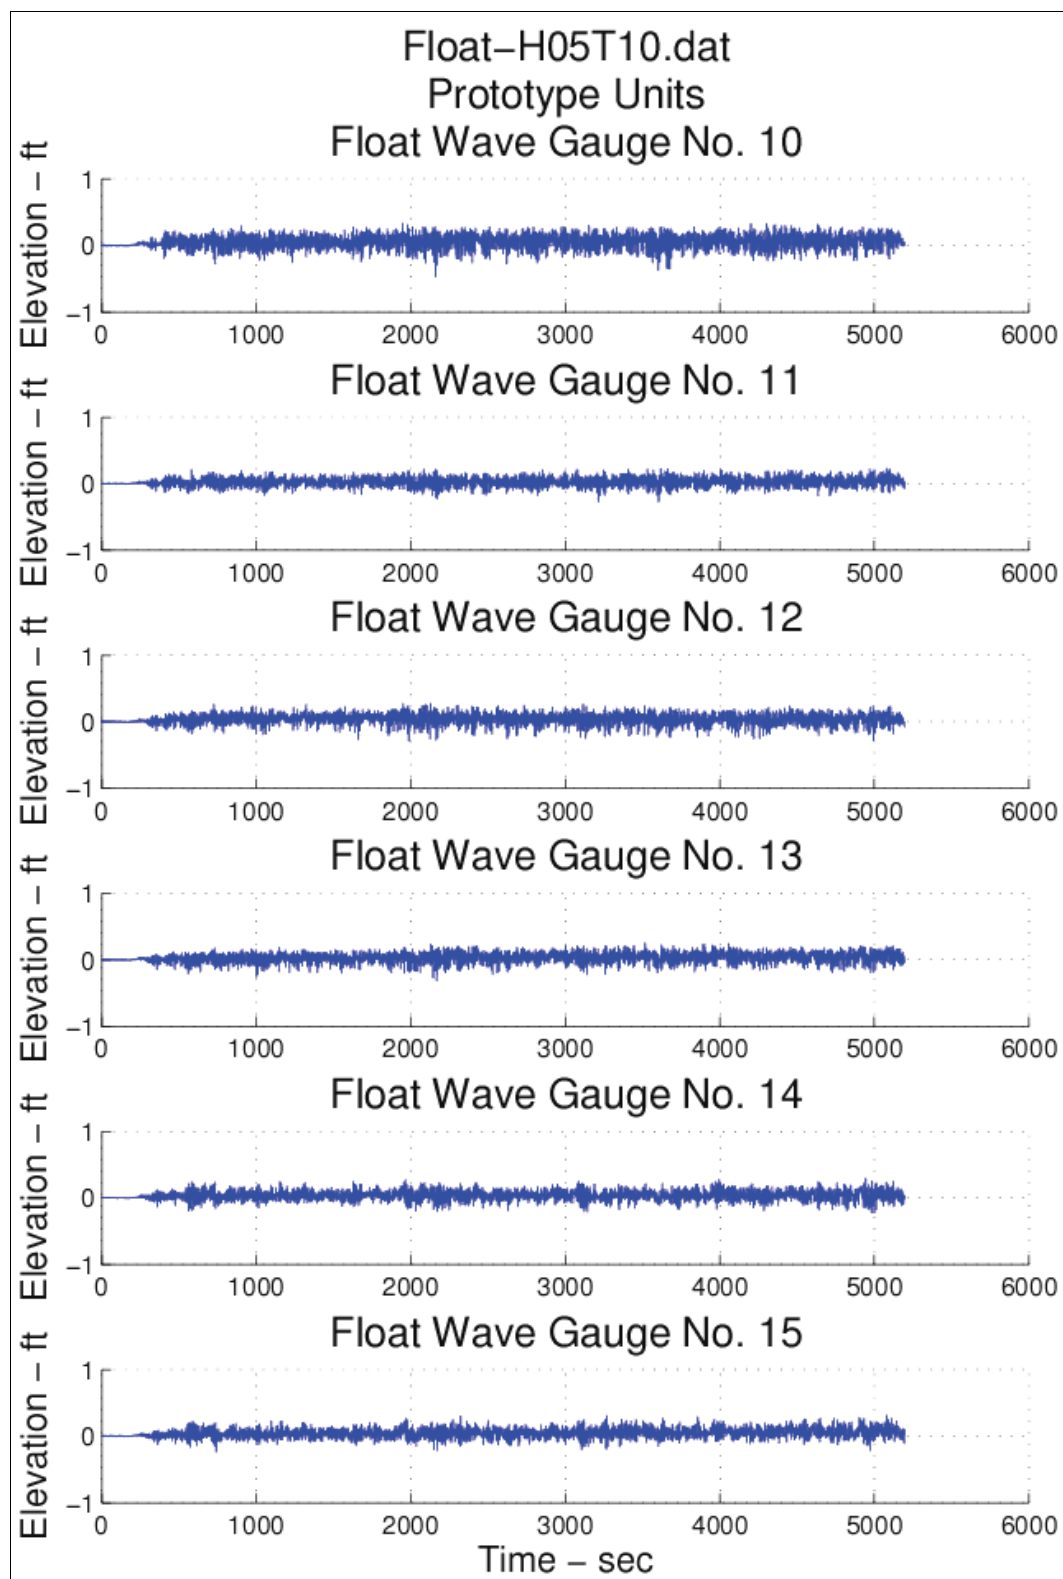 Float−H05T10.dat
Prototype Units
Float Wave Gauge No. 10
Elevation − ft
1
0
−1
0 1000 2000 3000 4000 5000 6000
Float Wave Gauge No. 11
Elevation − ft
1
0
−1
0 1000 2000 3000 4000 5000 6000
Float Wave Gauge No. 12
Elevation − ft
1
0
−1
0 1000 2000 3000 4000 5000 6000
Float Wave Gauge No. 13
Elevation − ft
1
0
−1
0 1000 2000 3000 4000 5000 6000
Float Wave Gauge No. 14
Elevation − ft
1
0
−1
0 1000 2000 3000 4000 5000 6000
Float Wave Gauge No. 15
Elevation − ft
1
0
−1
0 1000 2000 3000 4000 5000 6000
Time − sec